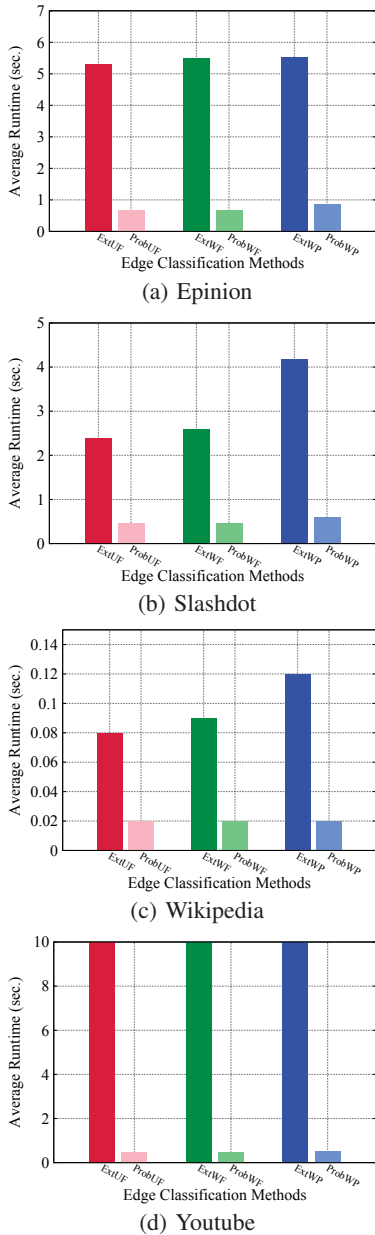 7
6
5
4
3
2
1
0
Average Runtime (sec.)
ExtUF ProbUF ExtWF ProbWF ExtWP ProbWP
Edge Classification Methods
(a) Epinion
5
4
3
2
1
0
Average Runtime (sec.)
ExtUF ProbUF ExtWF ProbWF ExtWP ProbWP
Edge Classification Methods
(b) Slashdot
0.14
0.12
0.1
0.08
0.06
0.04
0.02
0
Average Runtime (sec.)
ExtUF ProbUF ExtWF ProbWF ExtWP ProbWP
Edge Classification Methods
(c) Wikipedia
10
8
6
4
2
0
Average Runtime (sec.)
ExtUF ProbUF ExtWF ProbWF ExtWP ProbWP
Edge Classification Methods
(d) Youtube